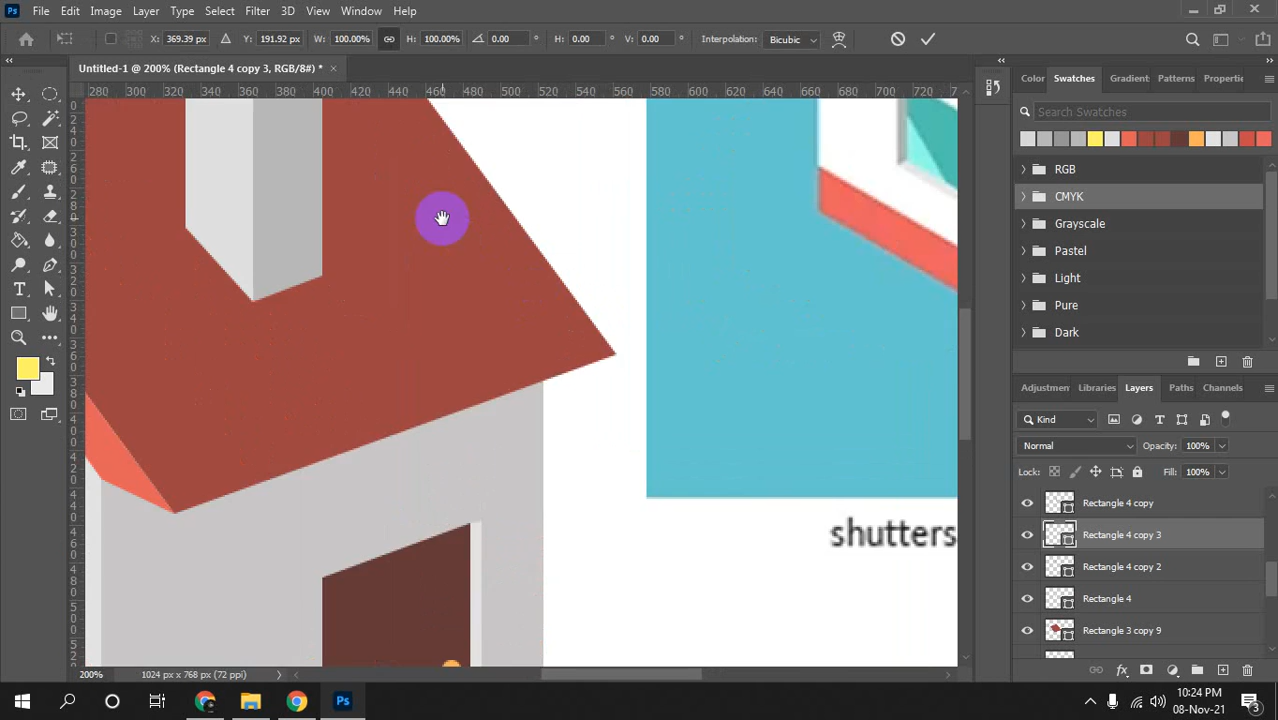 Ps File Edit Image Layer Type Select Filter 3D View Window Help
X: 369.39 px Y: 191.92 px W: 100.00% H: 100.00% 0.00 ° H: 0.00 ° V: 0.00 ° Interpolation: Bicubic
Untitled-1 @ 200% (Rectangle 4 copy 3, RGB/8#) * ×
280 300 320 340 360 380 400 420 440 460 480 500 520 540 560 580 600 620 640 660 680 700 720 74
Color Swatches Gradient Patterns Properti
Search Swatches
RGB
CMYK
Grayscale
Pastel
Light
Pure
Dark
Adjustmen Libraries Layers Paths Channels
Kind
Normal Opacity: 100%
Lock: Fill: 100%
Rectangle 4 copy
Rectangle 4 copy 3
Rectangle 4 copy 2
Rectangle 4
Rectangle 3 copy 9
shutters
200% 1024 px x 768 px (72 ppi)
Ps
10:24 PM
08-Nov-21
3